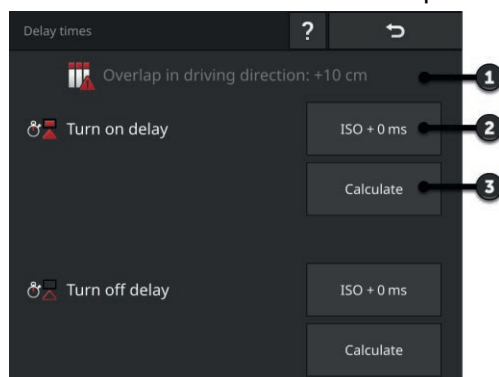 Delay times ?
Overlap in driving direction: +10 cm 1
Turn on delay ISO + 0 ms 2
Calculate 3
Turn off delay ISO + 0 ms
Calculate